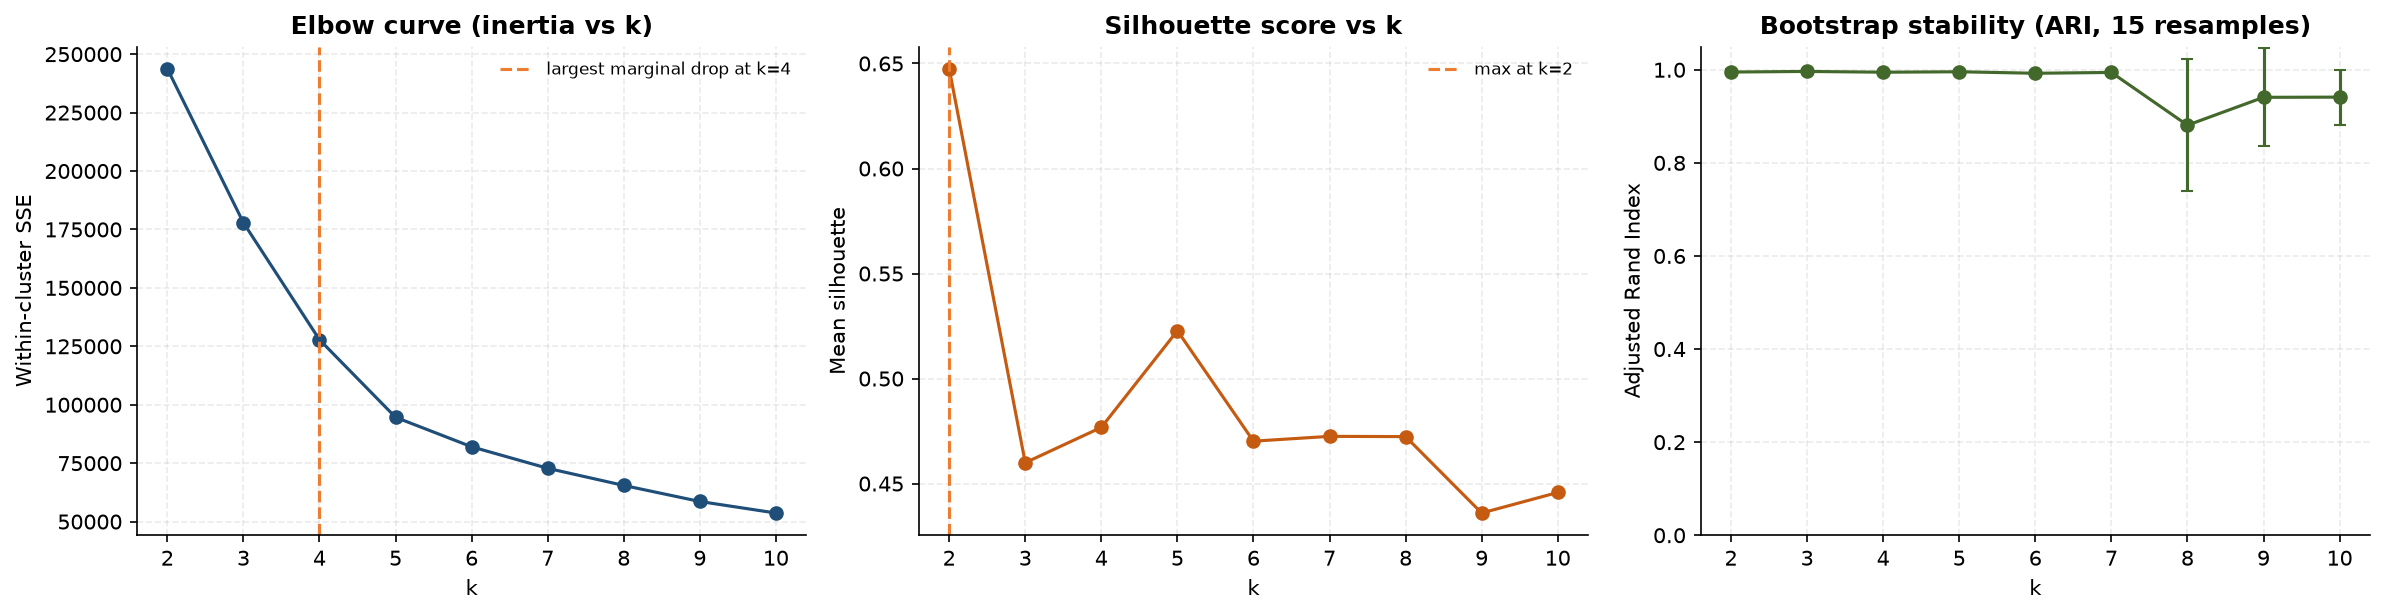 Elbow curve (inertia vs k)
largest marginal drop at k=4
Within-cluster SSE
250000
225000
200000
175000
150000
125000
100000
75000
50000
2 3 4 5 6 7 8 9 10
k
Silhouette score vs k
max at k=2
Mean silhouette
0.65
0.60
0.55
0.50
0.45
2 3 4 5 6 7 8 9 10
k
Bootstrap stability (ARI, 15 resamples)
Adjusted Rand Index
1.0
0.8
0.6
0.4
0.2
0.0
2 3 4 5 6 7 8 9 10
k